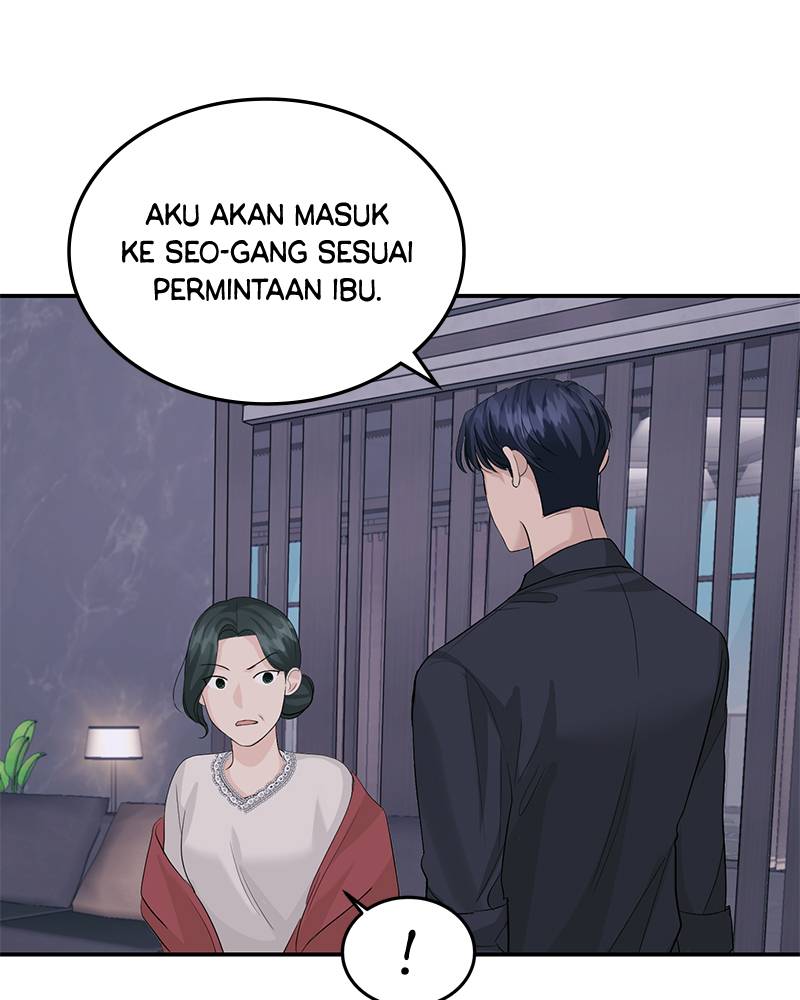 AKU AKAN MASUK
KE SEO-GANG SESUAI
PERMINTAAN IBU.
!